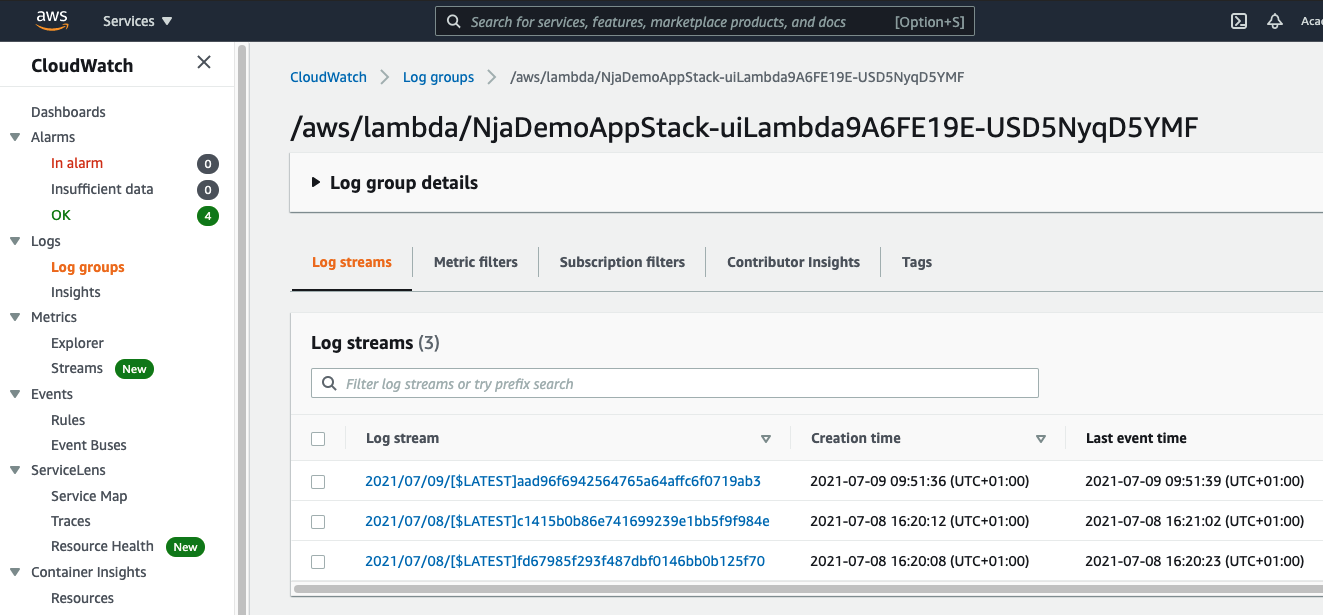 aws Services Search for services, features, marketplace products, and docs [Option+S] Aca
CloudWatch
Dashboards
Alarms
In alarm 0
Insufficient data 0
OK 4
Logs
Log groups
Insights
Metrics
Explorer
Streams New
Events
Rules
Event Buses
ServiceLens
Service Map
Traces
Resource Health New
Container Insights
Resources
CloudWatch Log groups /aws/lambda/NjaDemoAppStack-uiLambda9A6FE19E-USD5NyqD5YMF
/aws/lambda/NjaDemoAppStack-uiLambda9A6FE19E-USD5NyqD5YMF
Log group details
Log streams Metric filters Subscription filters Contributor Insights Tags
Log streams (3)
Filter log streams or try prefix search
Log stream Creation time Last event time
2021/07/09/[$LATEST]aad96f6942564765a64affc6f0719ab3 2021-07-09 09:51:36 (UTC+01:00) 2021-07-09 09:51:39 (UTC+01:00)
2021/07/08/[$LATEST]c1415b0b86e741699239e1bb5f9f984e 2021-07-08 16:20:12 (UTC+01:00) 2021-07-08 16:21:02 (UTC+01:00)
2021/07/08/[$LATEST]fd67985f293f487dbf0146bb0b125f70 2021-07-08 16:20:08 (UTC+01:00) 2021-07-08 16:20:23 (UTC+01:00)